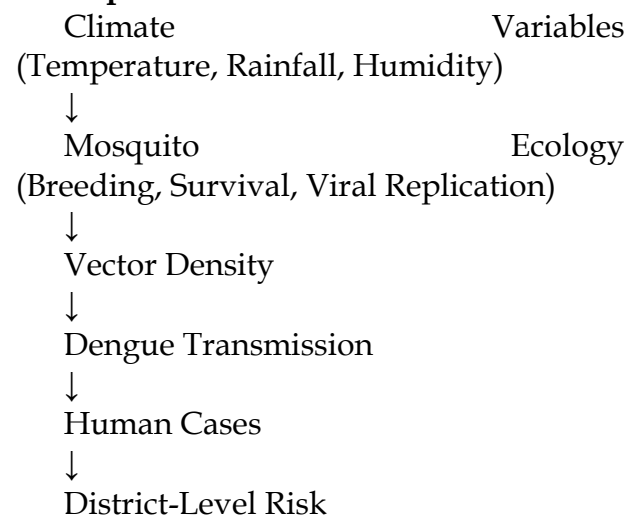 Climate Variables
(Temperature, Rainfall, Humidity)
↓
Mosquito Ecology
(Breeding, Survival, Viral Replication)
↓
Vector Density
↓
Dengue Transmission
↓
Human Cases
↓
District-Level Risk